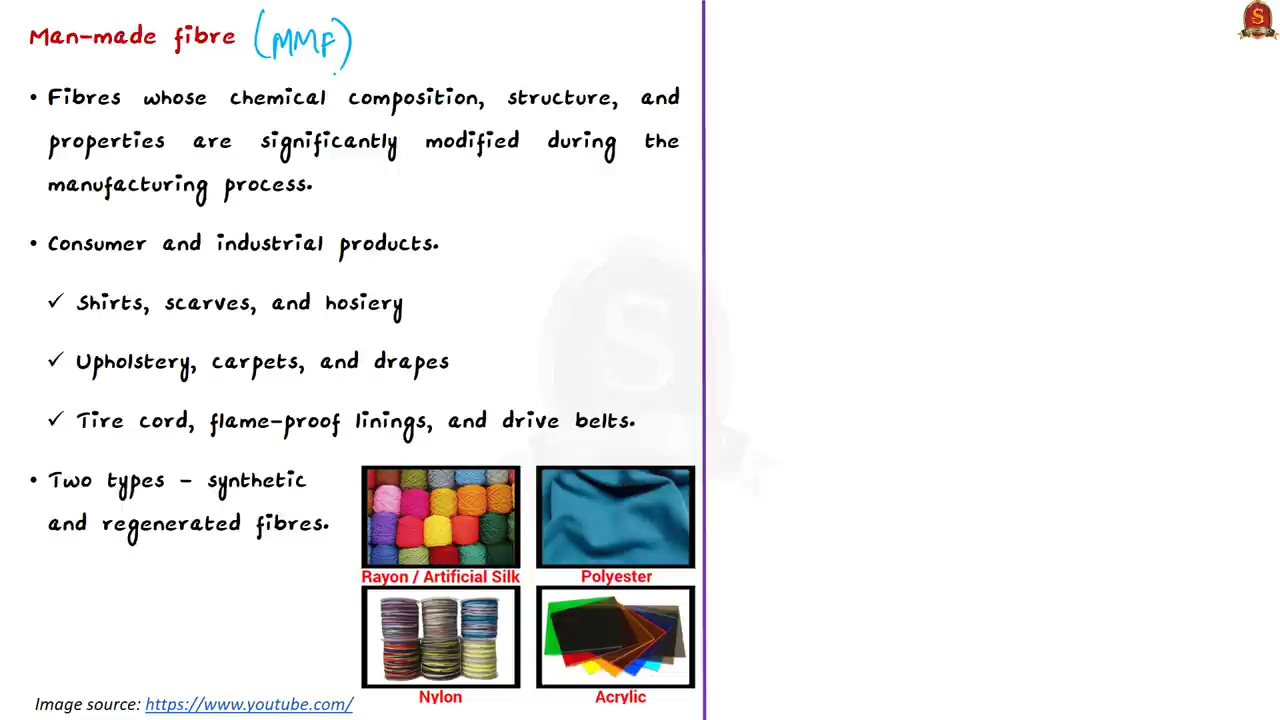 Man-made fibre (MMF)
• Fibres whose chemical composition, structure, and
properties are significantly modified during the
manufacturing process.
• Consumer and industrial products.
✓ Shirts, scarves, and hosiery
✓ Upholstery, carpets, and drapes
✓ Tire cord, flame-proof linings, and drive belts.
• Two types - synthetic
and regenerated fibres.
Rayon / Artificial Silk
Polyester
Nylon
Acrylic
Image source: https://www.youtube.com/
S
S